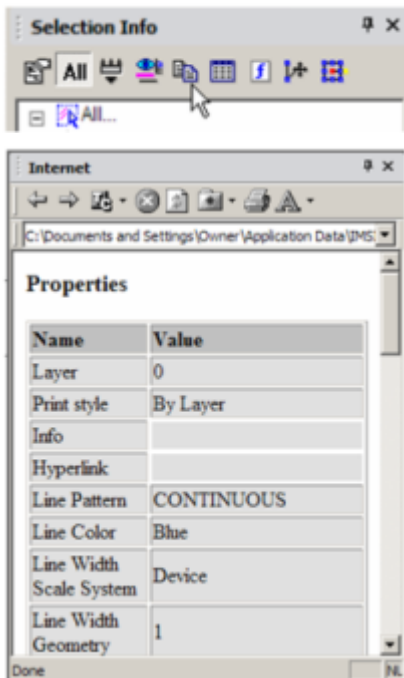 Selection Info
All
All...
Internet
C:\Documents and Settings\Owner\Application Data\IMS
Properties
Name Value
Layer 0
Print style By Layer
Info
Hyperlink
Line Pattern CONTINUOUS
Line Color Blue
Line Width
Scale System Device
Line Width
Geometry 1
Done NL